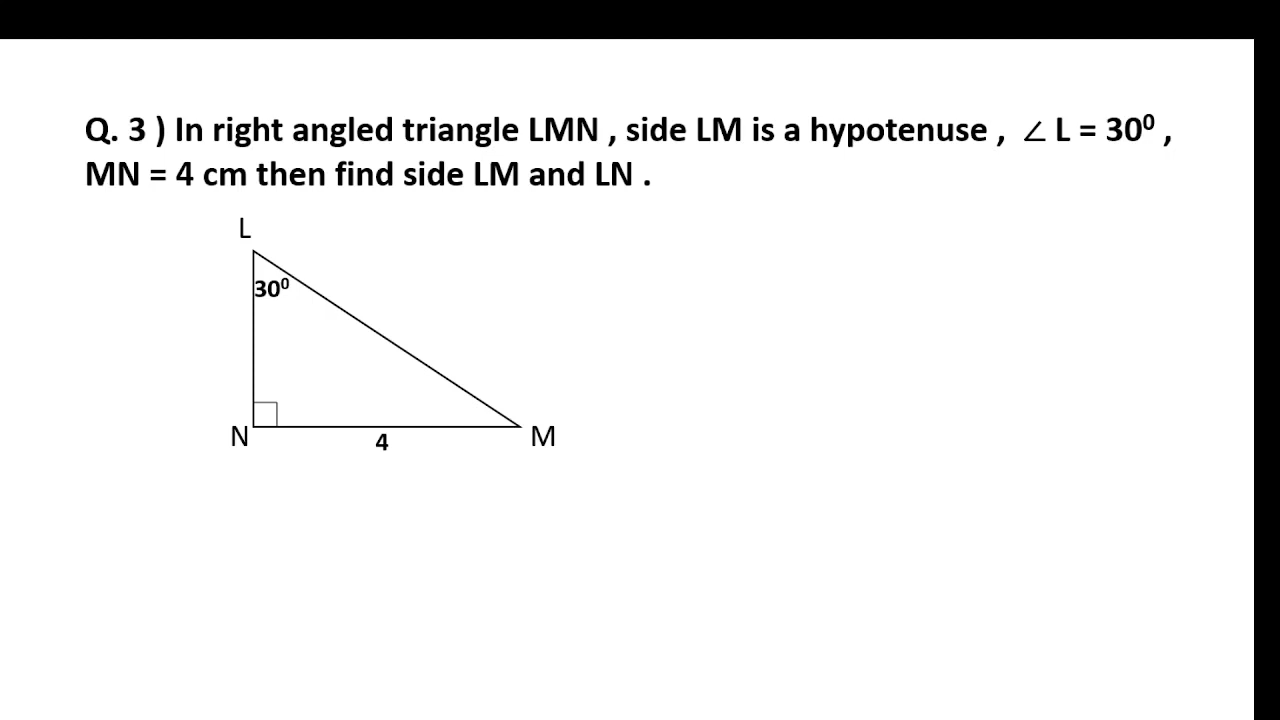 Q. 3 ) In right angled triangle LMN , side LM is a hypotenuse , ∠ L = 30⁰ ,
MN = 4 cm then find side LM and LN .
L
30⁰
N
M
4